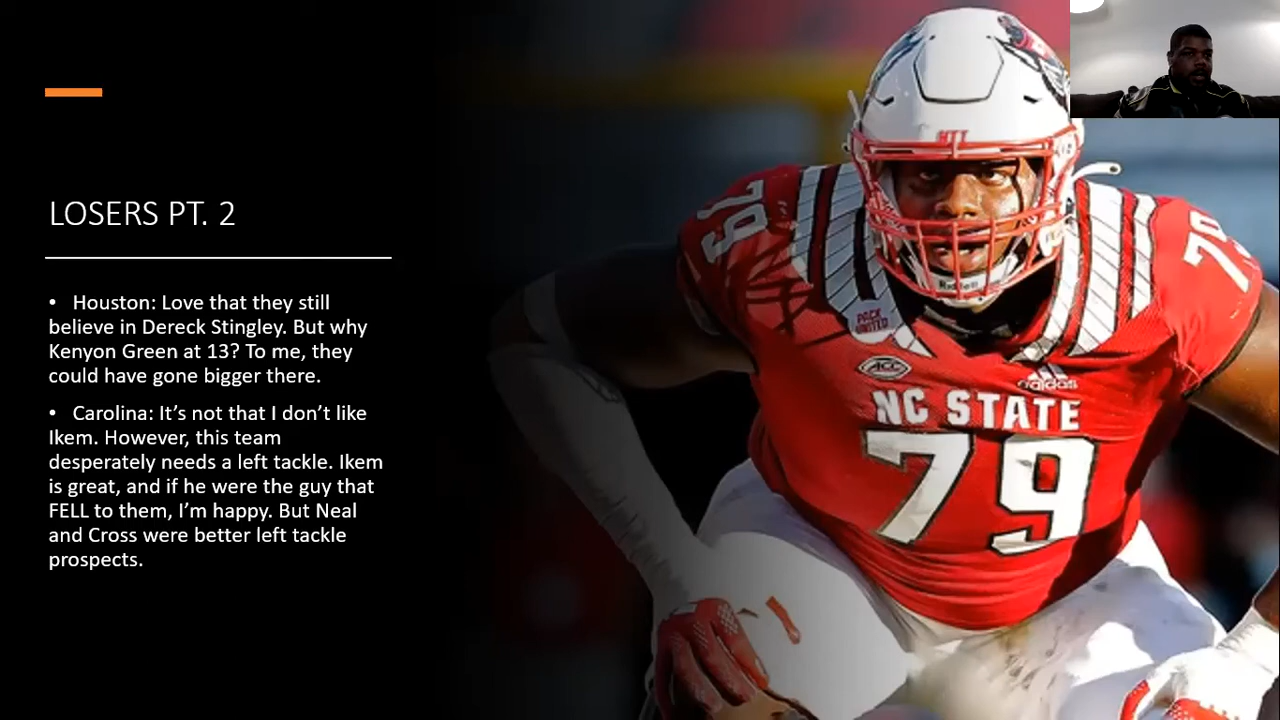 LOSERS PT. 2
• Houston: Love that they still
believe in Dereck Stingley. But why
Kenyon Green at 13? To me, they
could have gone bigger there.
• Carolina: It's not that I don't like
Ikem. However, this team
desperately needs a left tackle. Ikem
is great, and if he were the guy that
FELL to them, I'm happy. But Neal
and Cross were better left tackle
prospects.
79
79
Riddell
PACK
UNITED
ACC
adidas
NC STATE
79